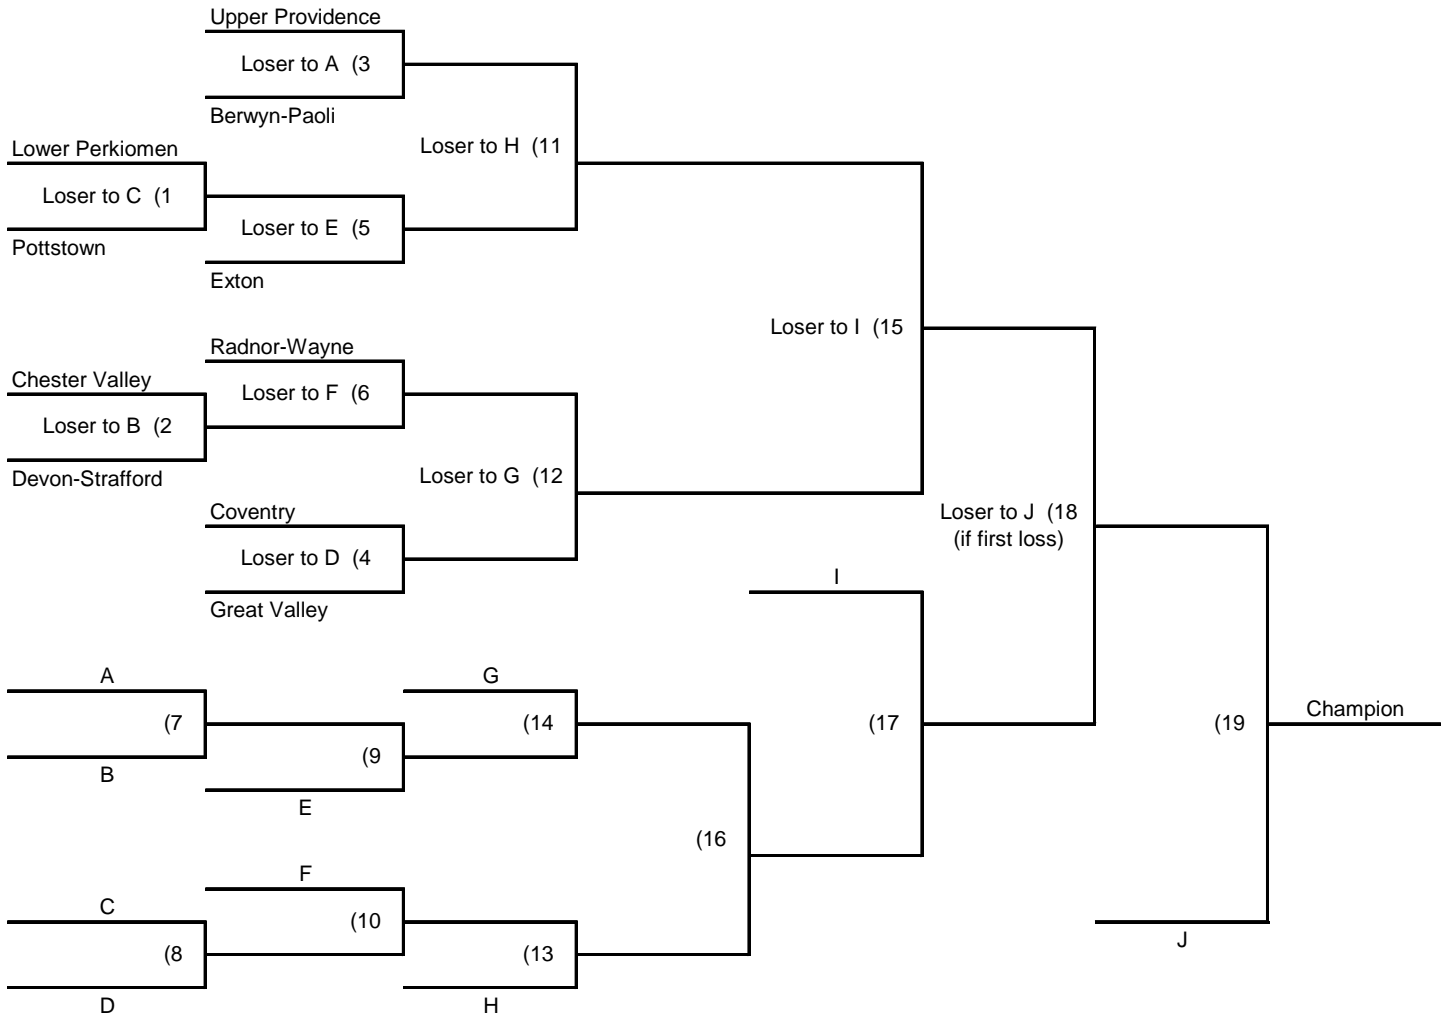 Upper Providence
Loser to A (3
Berwyn-Paoli
Loser to H (11
Lower Perkiomen
Loser to C (1
Loser to E (5
Pottstown
Exton
Loser to I (15
Radnor-Wayne
Chester Valley
Loser to F (6
Loser to B (2
Devon-Strafford
Loser to G (12
Coventry
Loser to J (18
(if first loss)
Loser to D (4
I
Great Valley
A
G
Champion
(7
(14
(17
(19
(9
B
E
(16
F
C
(10
J
(8
(13
D
H